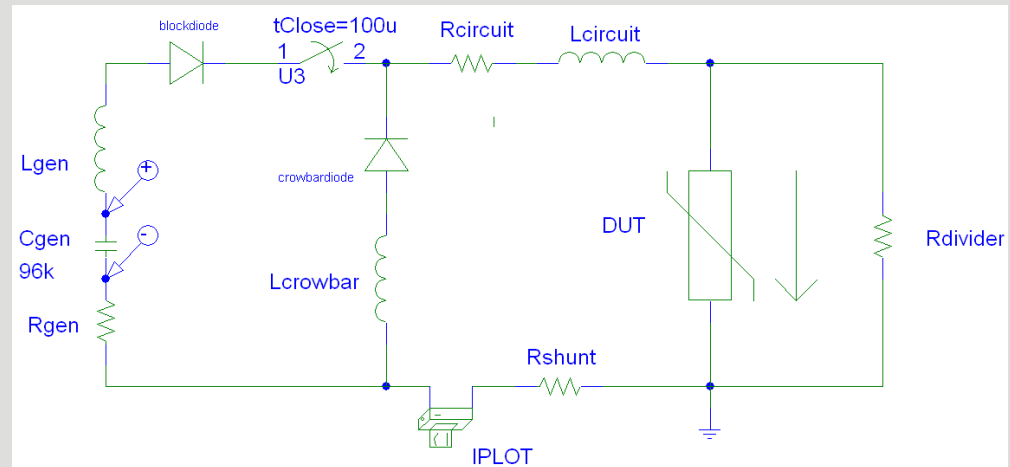 blockdiode
tClose=100u
1 2
U3
Rcircuit
Lcircuit
Lgen
+
crowbardiode
Cgen
-
96k
DUT
Rdivider
Lcrowbar
Rgen
Rshunt
IPLOT